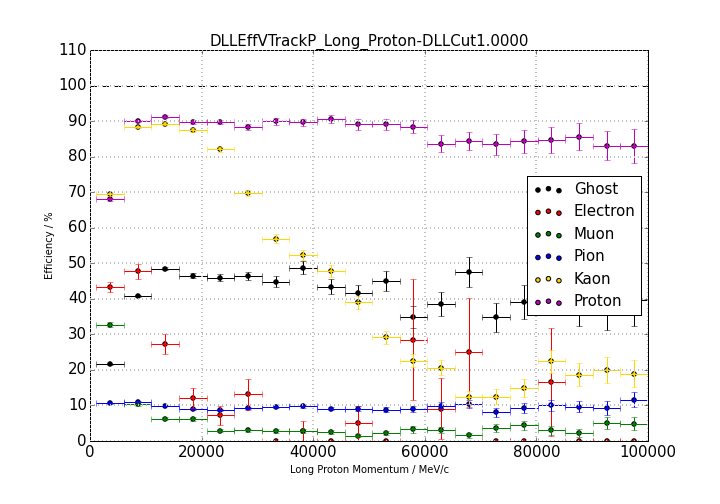 DLLEffVTrackP_Long_Proton-DLLCut1.0000
110
100
90
80
70
60
50
40
30
20
10
0
Efficiency / %
Ghost
Electron
Muon
Pion
Kaon
Proton
0 20000 40000 60000 80000 100000
Long Proton Momentum / MeV/c